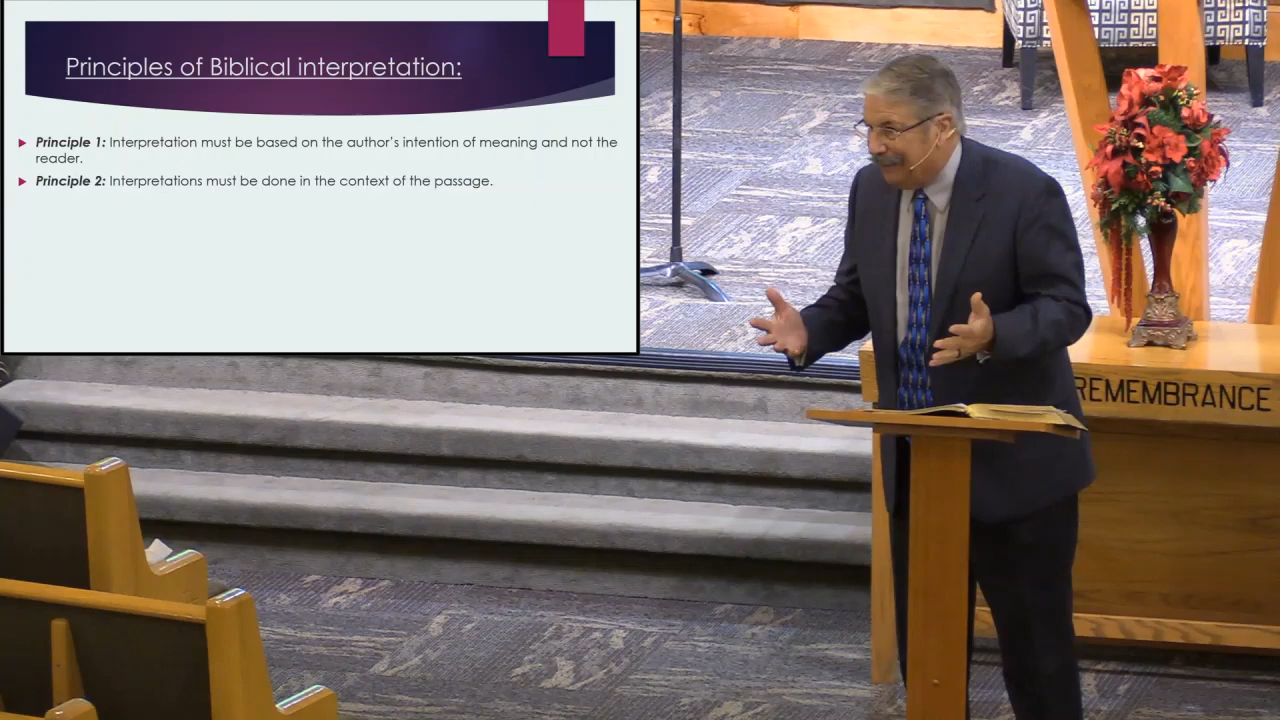 Principles of Biblical interpretation:
Principle 1: Interpretation must be based on the author's intention of meaning and not the
reader.
Principle 2: Interpretations must be done in the context of the passage.
REMEMBRANCE